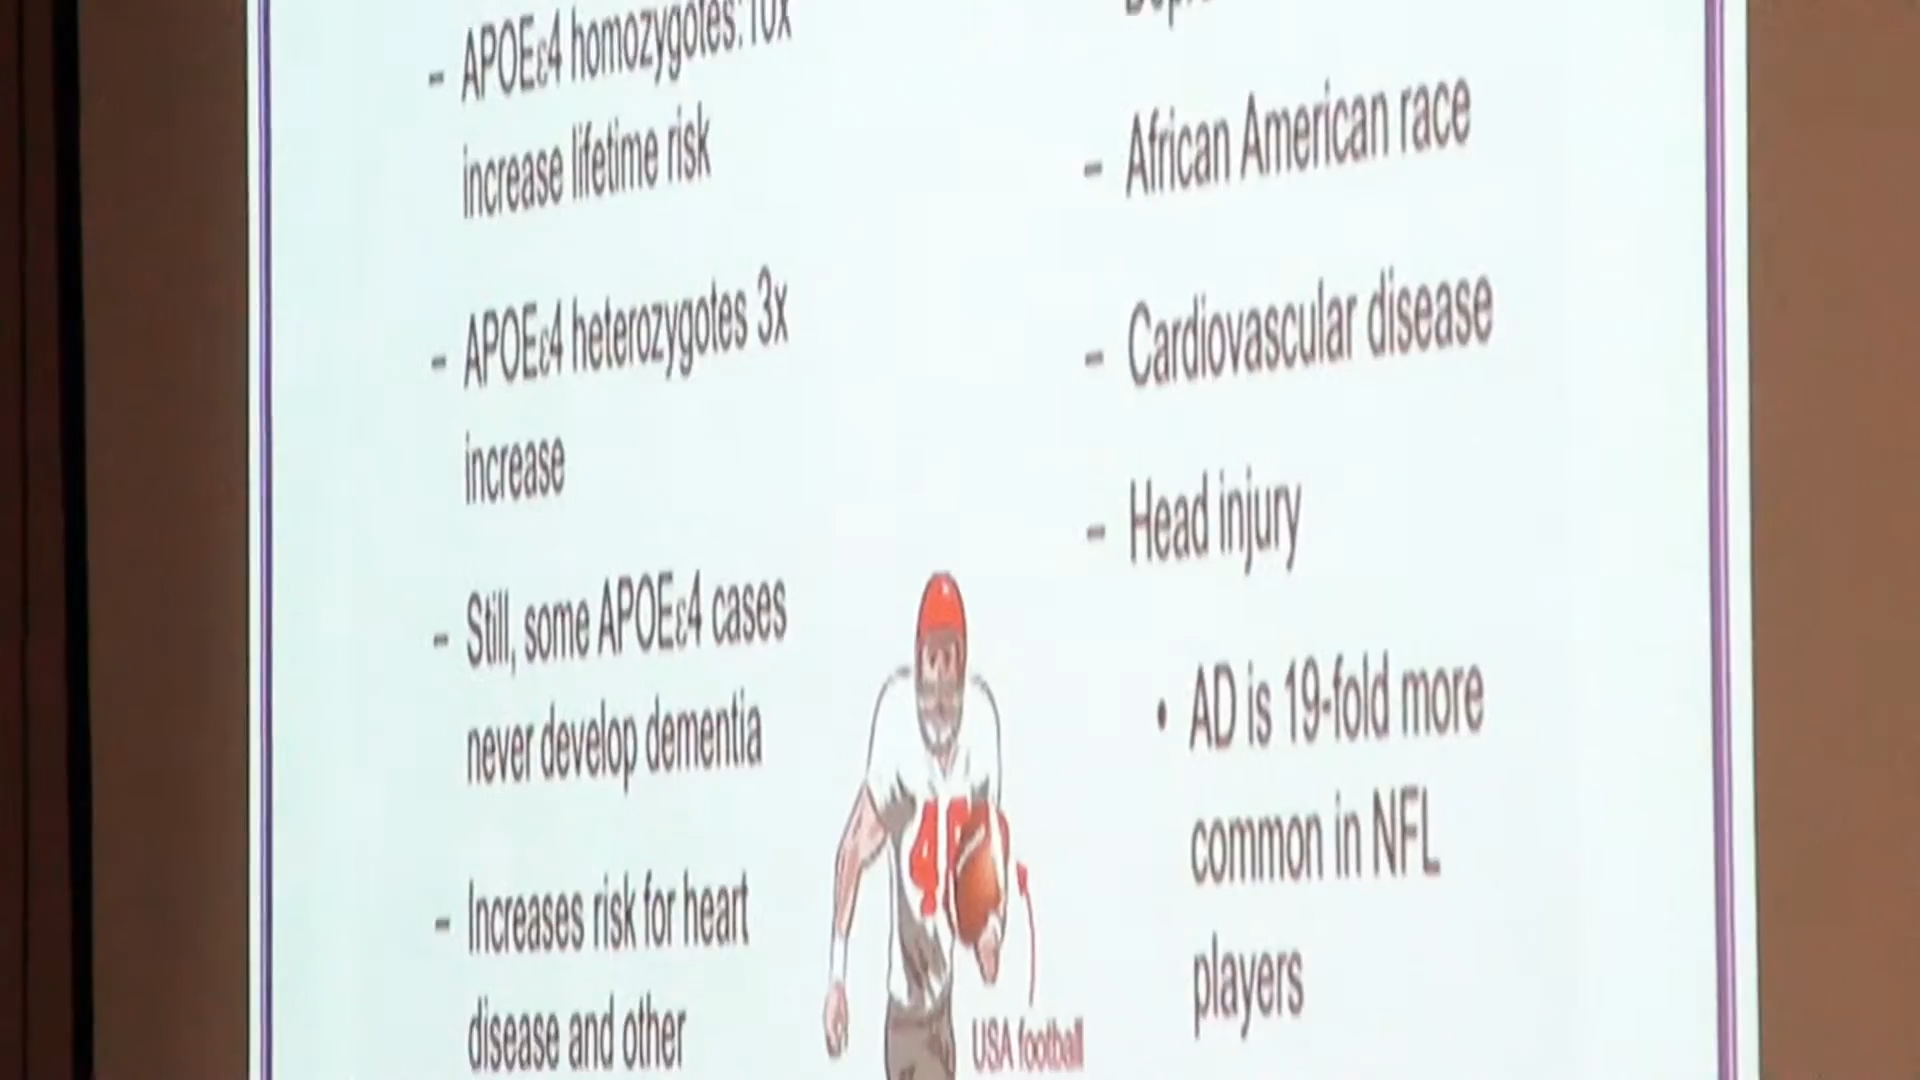 – APOEε4 homozygotes:10x
increase lifetime risk
– APOEε4 heterozygotes 3x
increase
– Still, some APOEε4 cases
never develop dementia
– Increases risk for heart
disease and other
– African American race
– Cardiovascular disease
– Head injury
• AD is 19-fold more
common in NFL
players
USA football